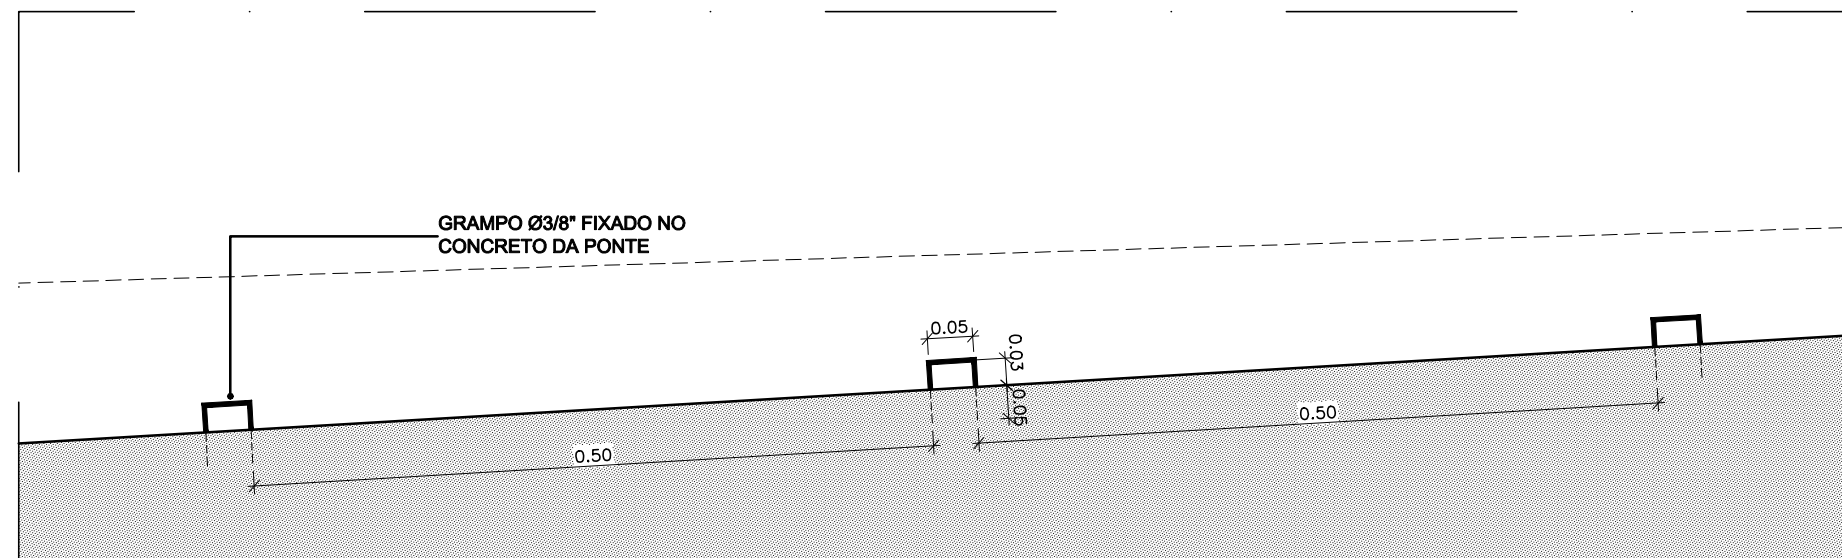 GRAMPO Ø3/8" FIXADO NO
CONCRETO DA PONTE
0.05
0.03
0.05
0.50
0.50